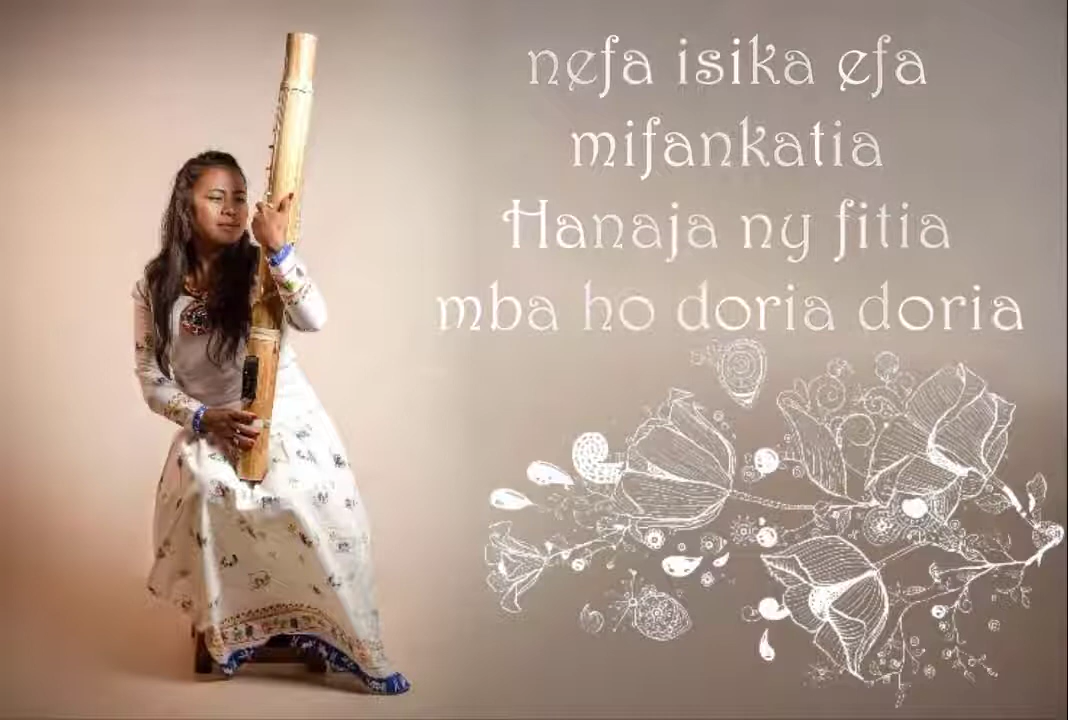 nefa isika efa
mifankatia
Hanaja ny fitia
mba ho doria doria